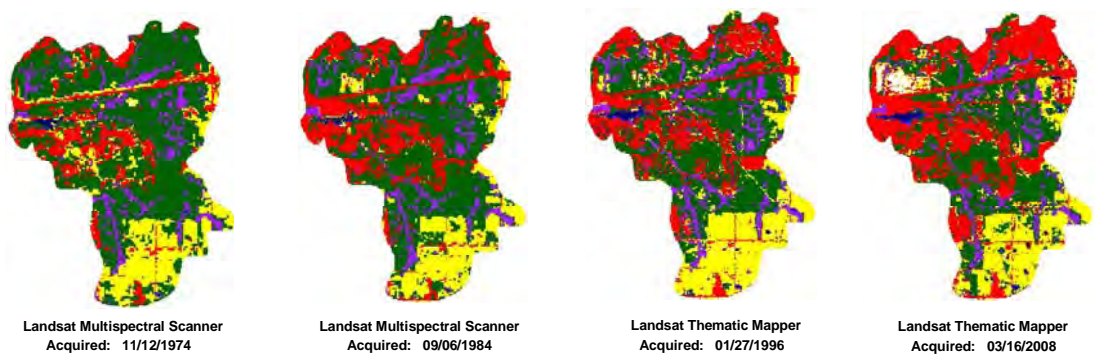 Landsat Multispectral Scanner
Acquired: 11/12/1974
Landsat Multispectral Scanner
Acquired: 09/06/1984
Landsat Thematic Mapper
Acquired: 01/27/1996
Landsat Thematic Mapper
Acquired: 03/16/2008